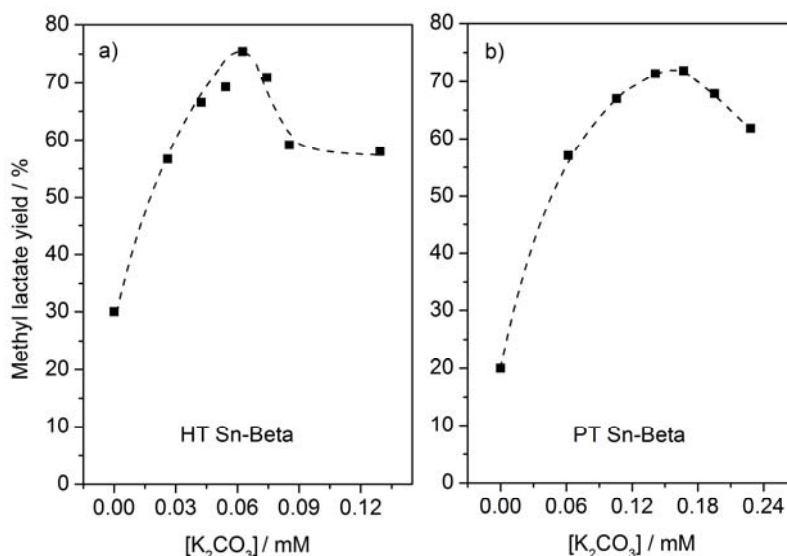 a)
Methyl lactate yield / %
80
70
60
50
40
30
20
10
0
HT Sn-Beta
0.00 0.03 0.06 0.09 0.12
[K₂CO₃] / mM
b)
80
70
60
50
40
30
20
10
0
PT Sn-Beta
0.00 0.06 0.12 0.18 0.24
[K₂CO₃] / mM